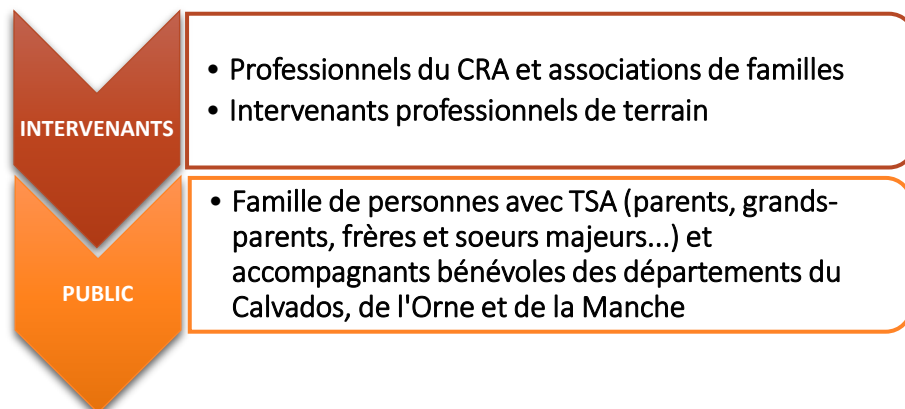 INTERVENANTS
• Professionnels du CRA et associations de familles
• Intervenants professionnels de terrain
PUBLIC
• Famille de personnes avec TSA (parents, grands-
parents, frères et soeurs majeurs...) et
accompagnants bénévoles des départements du
Calvados, de l'Orne et de la Manche